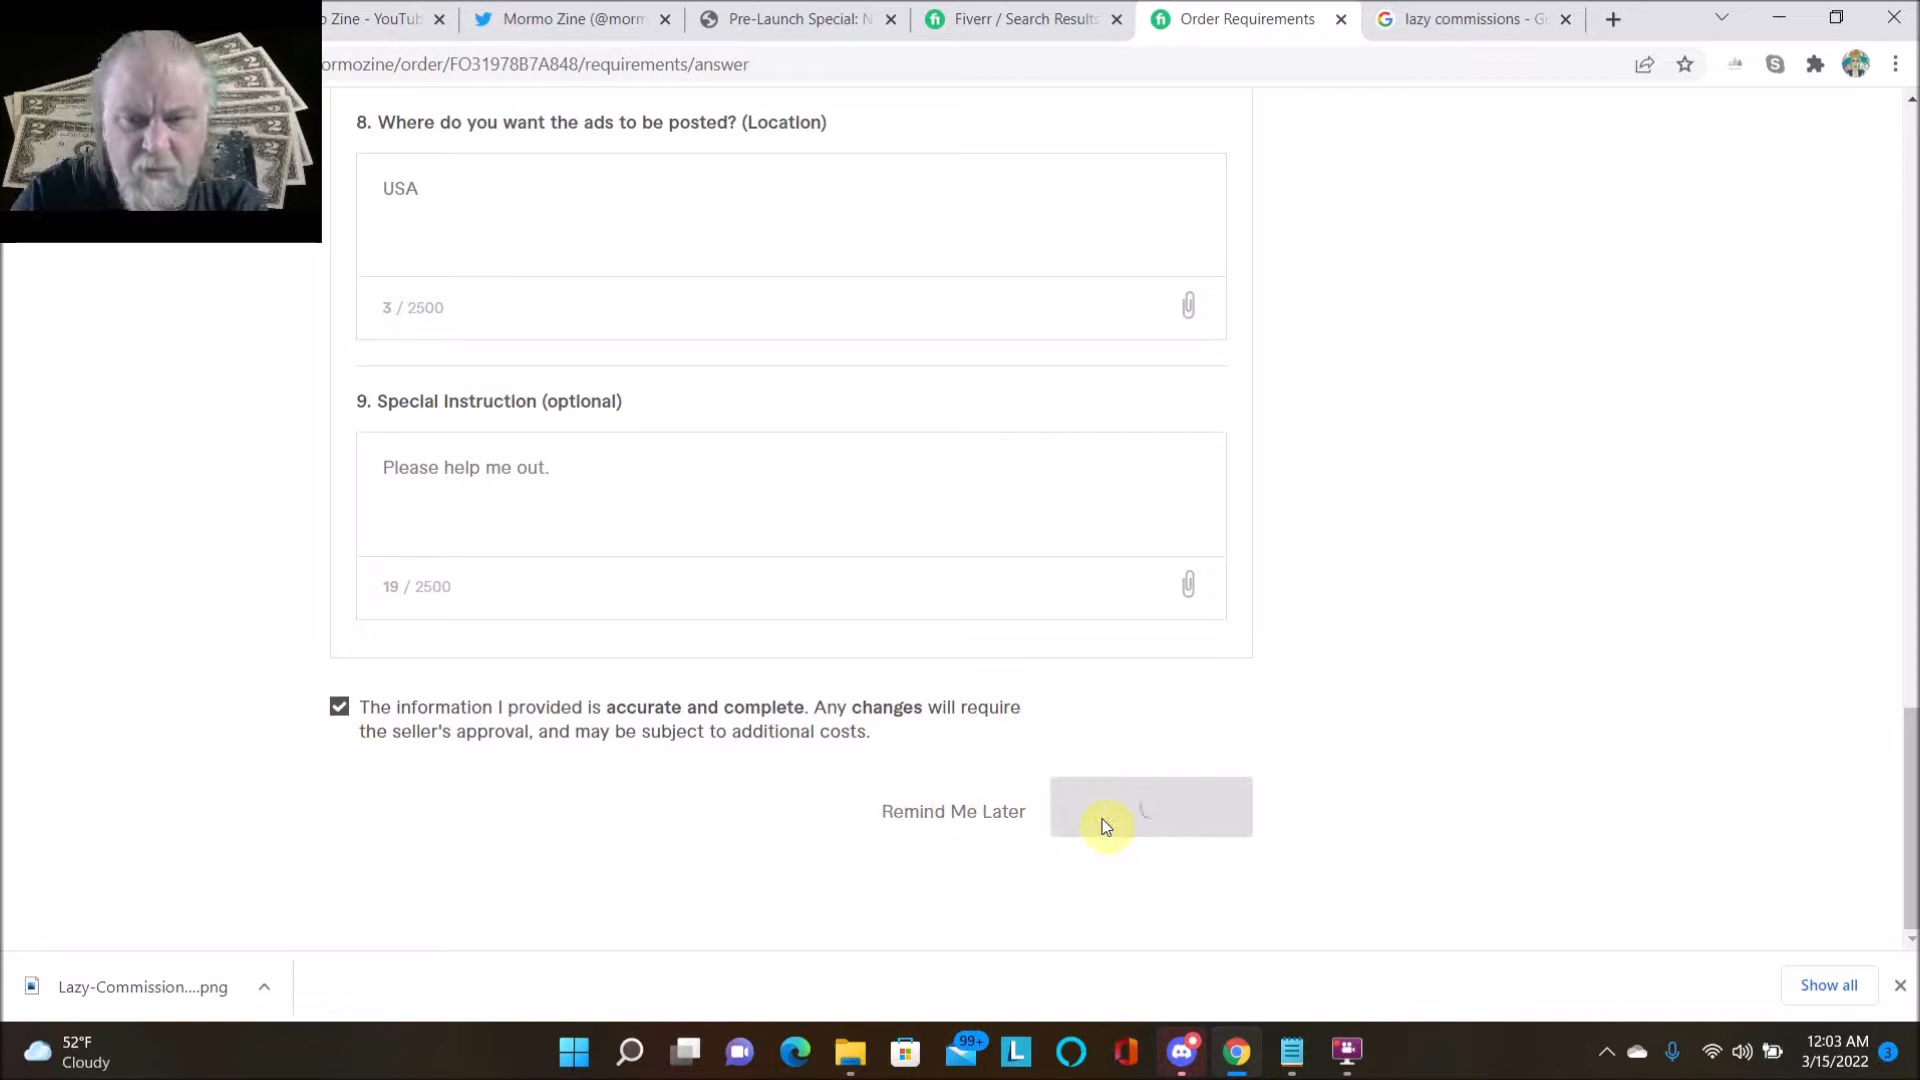 o Zine - YouTub
Mormo Zine (@morm
Pre-Launch Special: N
Fiverr / Search Results
Order Requirements
lazy commissions - Go
ormozine/order/FO31978B7A848/requirements/answer
8. Where do you want the ads to be posted? (Location)
USA
3 / 2500
9. Special Instruction (optional)
Please help me out.
19 / 2500
The information I provided is accurate and complete. Any changes will require
the seller's approval, and may be subject to additional costs.
Remind Me Later
Lazy-Commission....png
Show all
52°F
Cloudy
99+
L
12:03 AM
3/15/2022
3